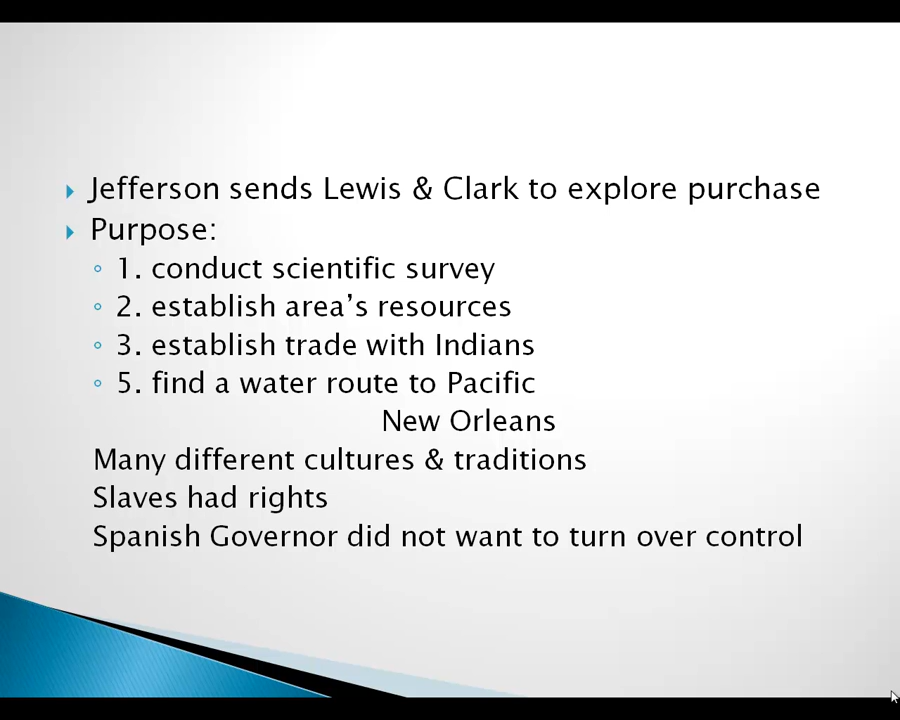 Jefferson sends Lewis & Clark to explore purchase
Purpose:
1. conduct scientific survey
2. establish area’s resources
3. establish trade with Indians
5. find a water route to Pacific
New Orleans
Many different cultures & traditions
Slaves had rights
Spanish Governor did not want to turn over control